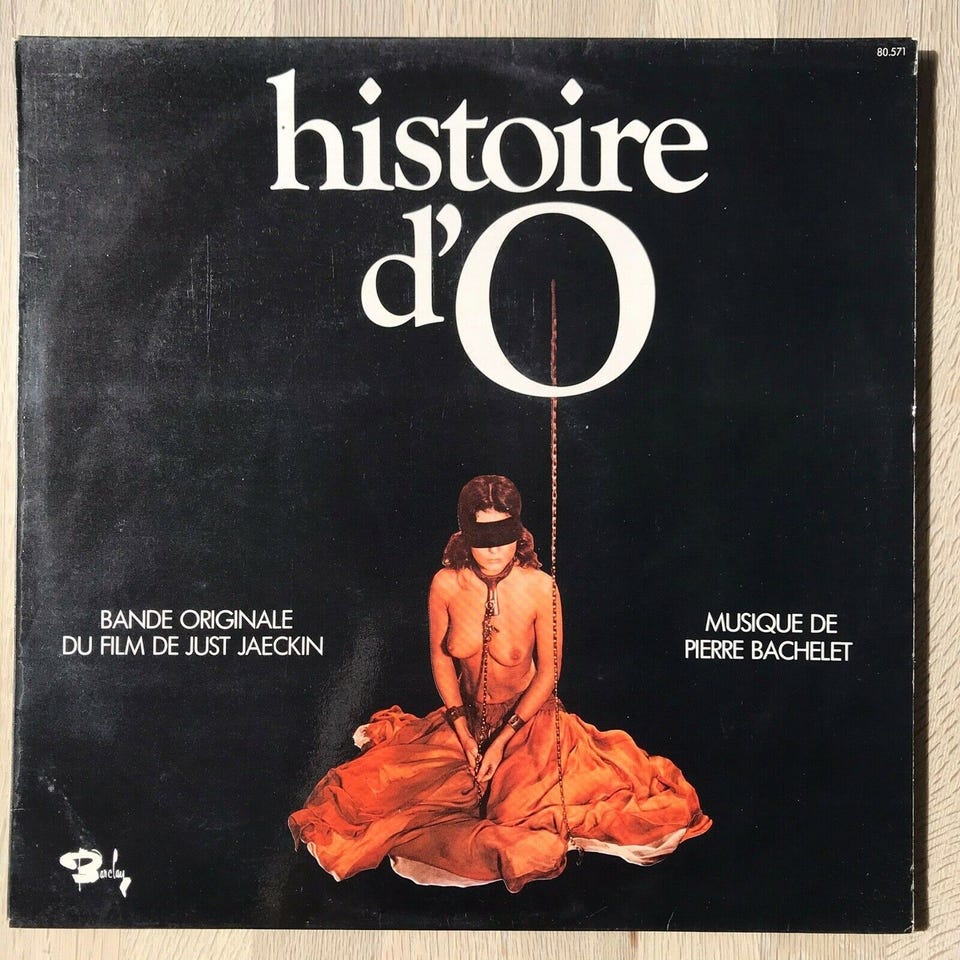 80.571
histoire
d'O
BANDE ORIGINALE
DU FILM DE JUST JAECKIN
MUSIQUE DE
PIERRE BACHELET
Barclay